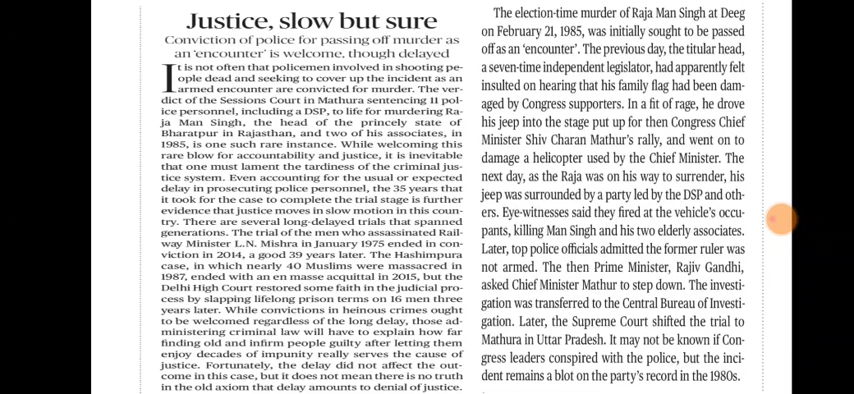 Justice, slow but sure
Conviction of police for passing off murder as
an ‘encounter’ is welcome, though delayed
It is not often that policemen involved in shooting peo-
ople dead and seeking to cover up the incident as an
armed encounter are convicted for murder. The ver-
dict of the Sessions Court in Mathura sentencing 11 pol-
ice personnel, including a DSP, to life for murdering Ra-
ja Man Singh, the head of the princely state of
Bharatpur in Rajasthan, and two of his associates, in
1985, is one such rare instance. While welcoming this
rare blow for accountability and justice, it is inevitable
that one must lament the tardiness of the criminal jus-
tice system. Even accounting for the usual or expected
delay in prosecuting police personnel, the 35 years that
it took for the case to complete the trial stage is further
evidence that justice moves in slow motion in this coun-
try. There are several long-delayed trials that spanned
generations. The trial of the men who assassinated Rail-
way Minister L.N. Mishra in January 1975 ended in con-
viction in 2014, a good 39 years later. The Hashimpura
case, in which nearly 40 Muslims were massacred in
1987, ended with an en masse acquittal in 2015, but the
Delhi High Court restored some faith in the judicial pro-
cess by slapping lifelong prison terms on 16 men three
years later. While convictions in heinous crimes ought
to be welcomed regardless of the long delay, those ad-
ministering criminal law will have to explain how far
finding old and infirm people guilty after letting them
enjoy decades of impunity really serves the cause of
justice. Fortunately, the delay did not affect the out-
come in this case, but it does not mean there is no truth
in the old axiom that delay amounts to denial of justice.
The election-time murder of Raja Man Singh at Deeg
on February 21, 1985, was initially sought to be passed
off as an ‘encounter’. The previous day, the titular head,
a seven-time independent legislator, had apparently felt
insulted on hearing that his family flag had been dam-
aged by Congress supporters. In a fit of rage, he drove
his jeep into the stage put up for then Congress Chief
Minister Shiv Charan Mathur’s rally, and went on to
damage a helicopter used by the Chief Minister. The
next day, as the Raja was on his way to surrender, his
jeep was surrounded by a party led by the DSP and oth-
ers. Eye-witnesses said they fired at the vehicle’s occu-
pants, killing Man Singh and his two elderly associates.
Later, top police officials admitted the former ruler was
not armed. The then Prime Minister, Rajiv Gandhi,
asked Chief Minister Mathur to step down. The investi-
gation was transferred to the Central Bureau of Investi-
gation. Later, the Supreme Court shifted the trial to
Mathura in Uttar Pradesh. It may not be known if Con-
gress leaders conspired with the police, but the inci-
dent remains a blot on the party’s record in the 1980s.